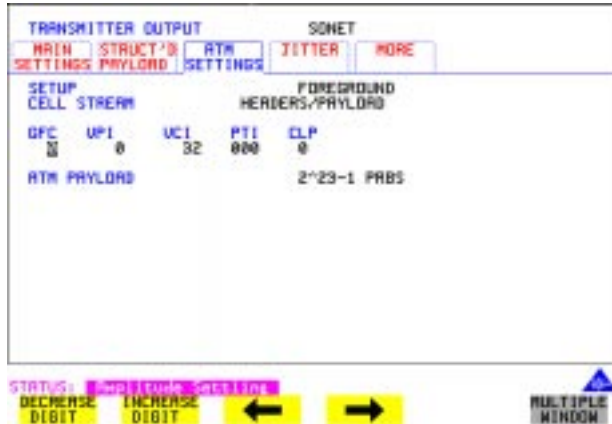 TRANSMITTER OUTPUT SONET
MAIN SETTINGS STRUCT'D PAYLOAD ATM SETTINGS JITTER MORE
SETUP FOREGROUND
CELL STREAM HEADERS/PAYLOAD
GFC VPI VCI PTI CLP
0 32 000 0
ATM PAYLOAD 2^23-1 PRBS
STATUS: Amplitude Setting
DECREASE DIGIT INCREASE DIGIT MULTIPLE WINDOW